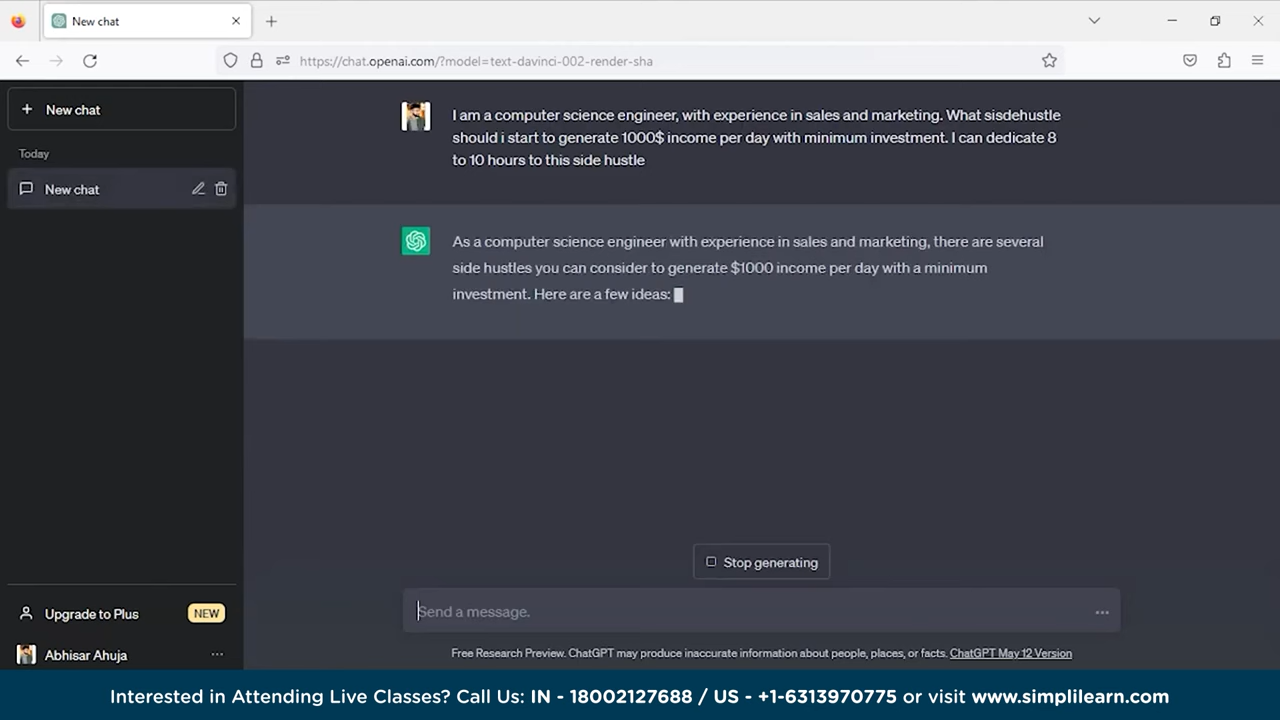 New chat
https://chat.openai.com/?model=text-davinci-002-render-sha
New chat
Today
New chat
I am a computer science engineer, with experience in sales and marketing. What sisdehustle
should i start to generate 1000$ income per day with minimum investment. I can dedicate 8
to 10 hours to this side hustle
As a computer science engineer with experience in sales and marketing, there are several
side hustles you can consider to generate $1000 income per day with a minimum
investment. Here are a few ideas:
Stop generating
Send a message.
Upgrade to Plus NEW
Abhisar Ahuja
Free Research Preview. ChatGPT may produce inaccurate information about people, places, or facts. ChatGPT May 12 Version
Interested in Attending Live Classes? Call Us: IN - 18002127688 / US - +1-6313970775 or visit www.simplilearn.com